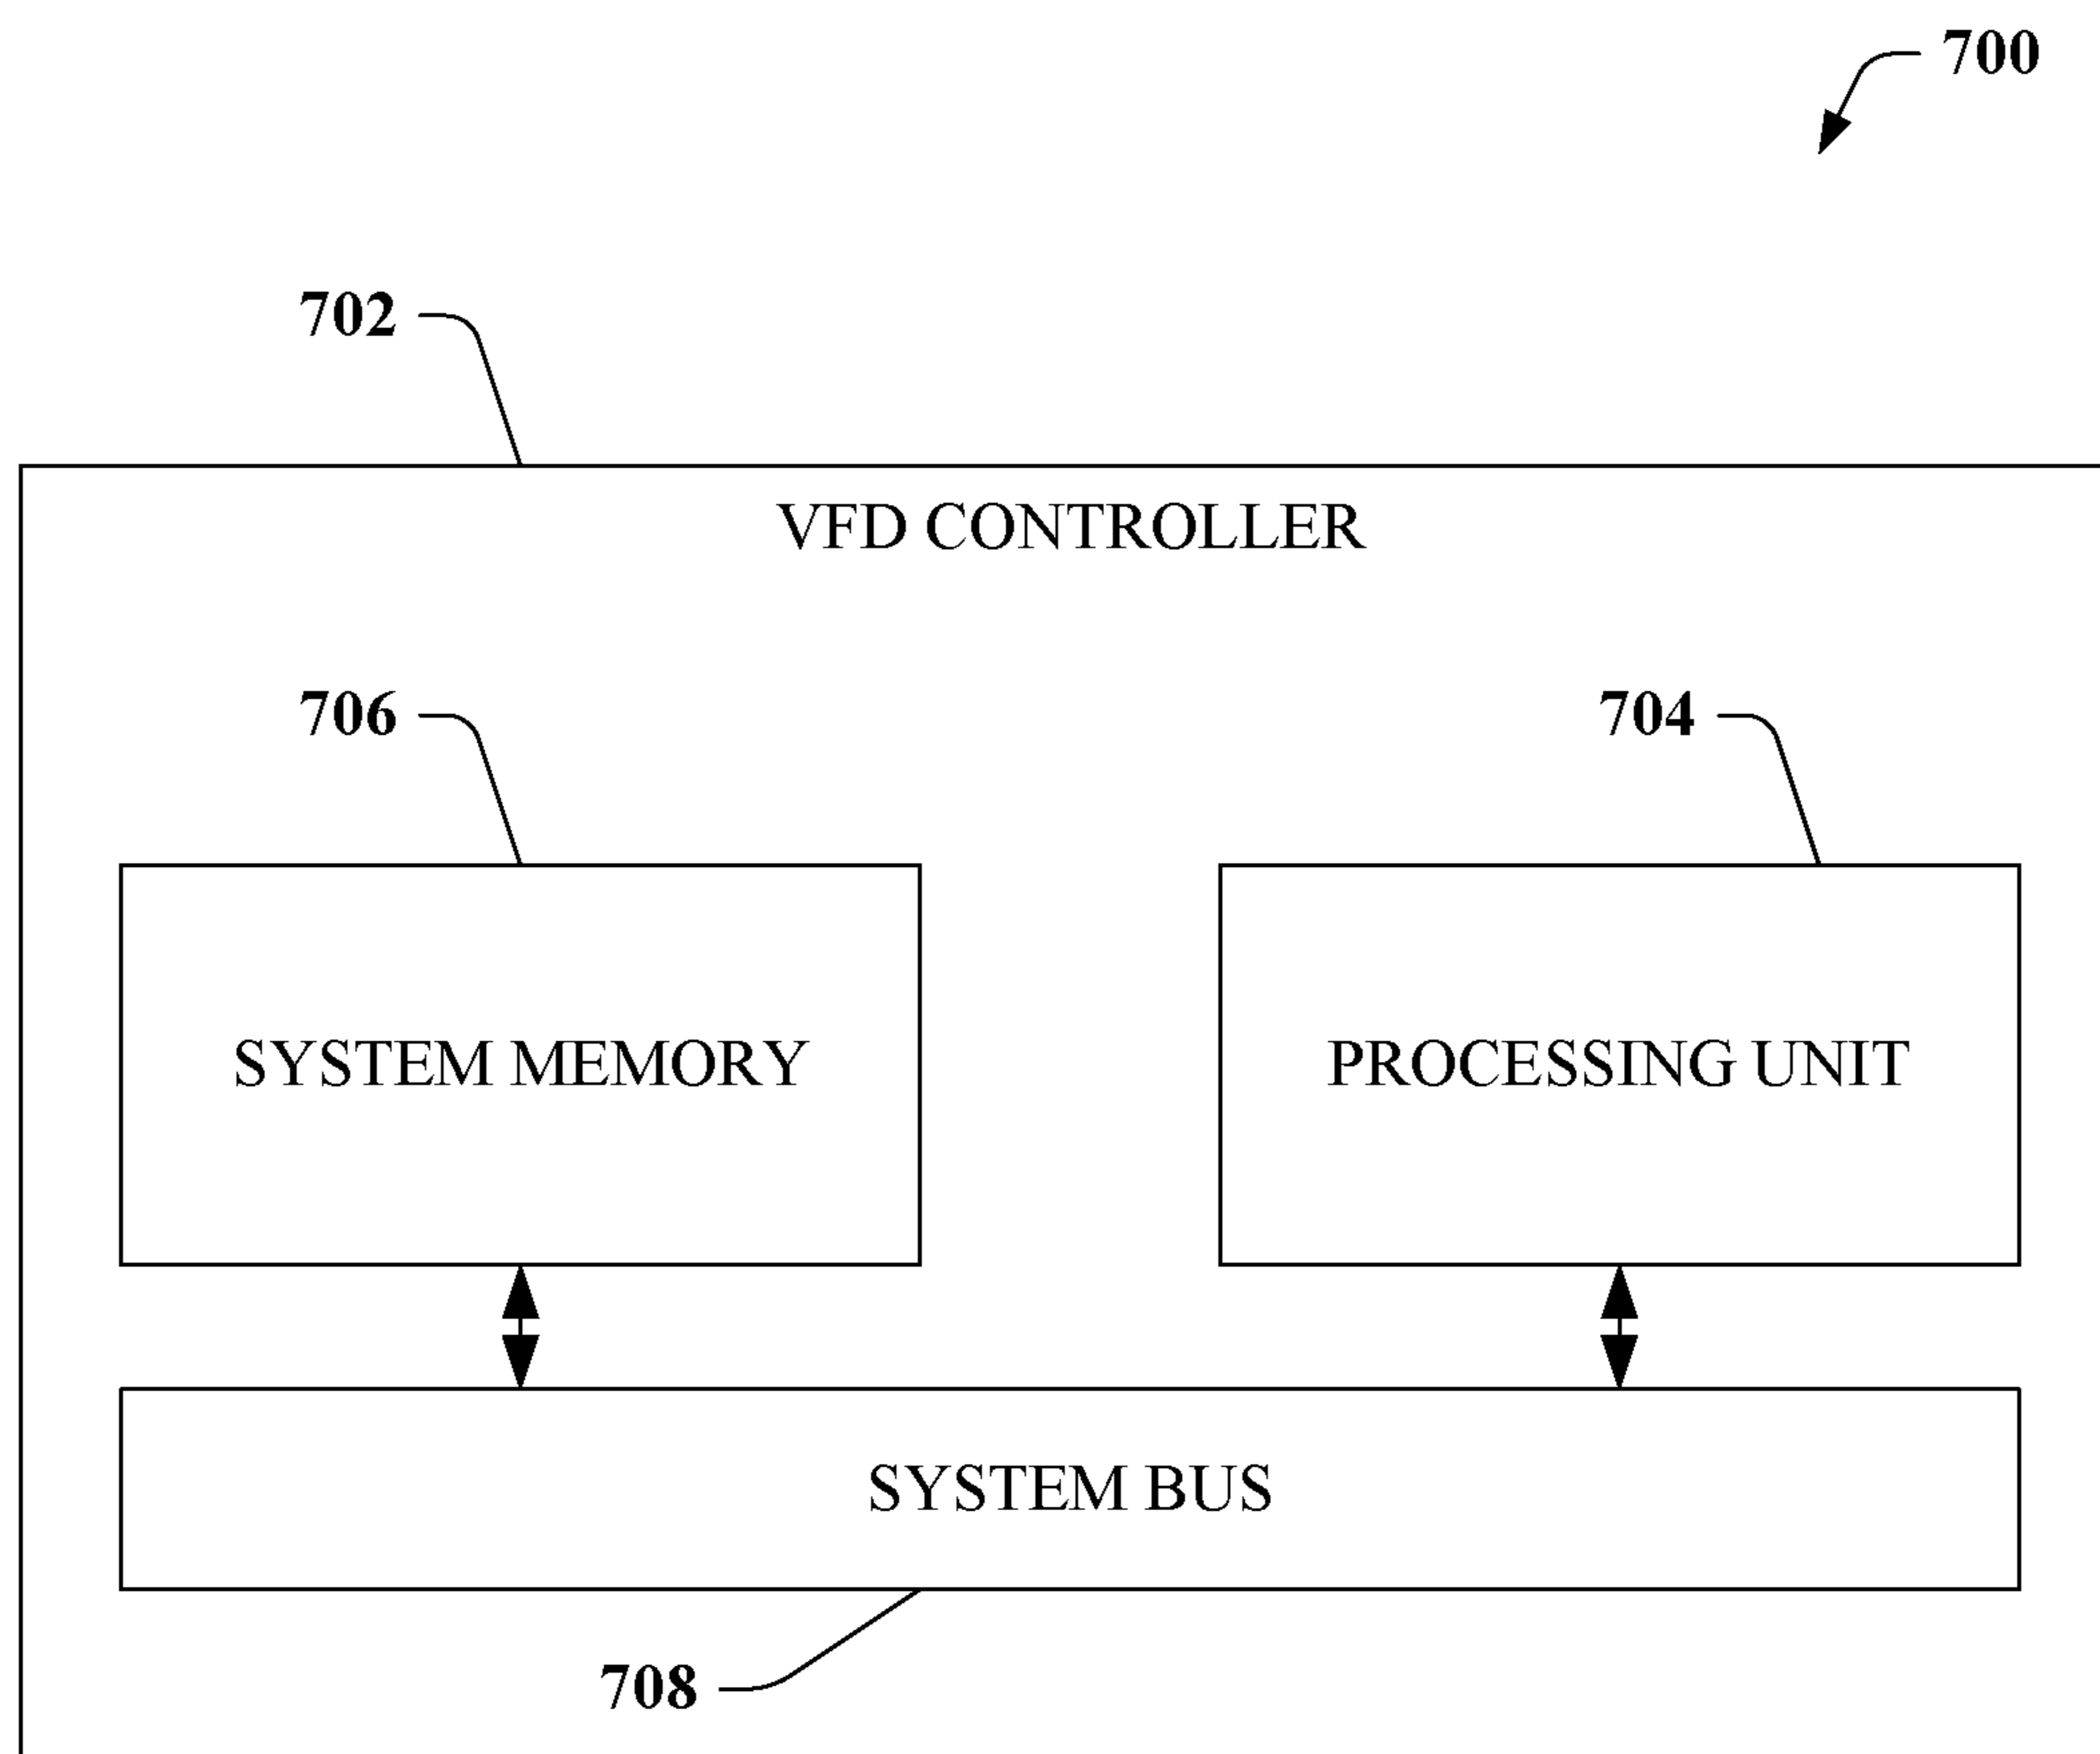 700
702
VFD CONTROLLER
706
704
SYSTEM MEMORY
PROCESSING UNIT
SYSTEM BUS
708